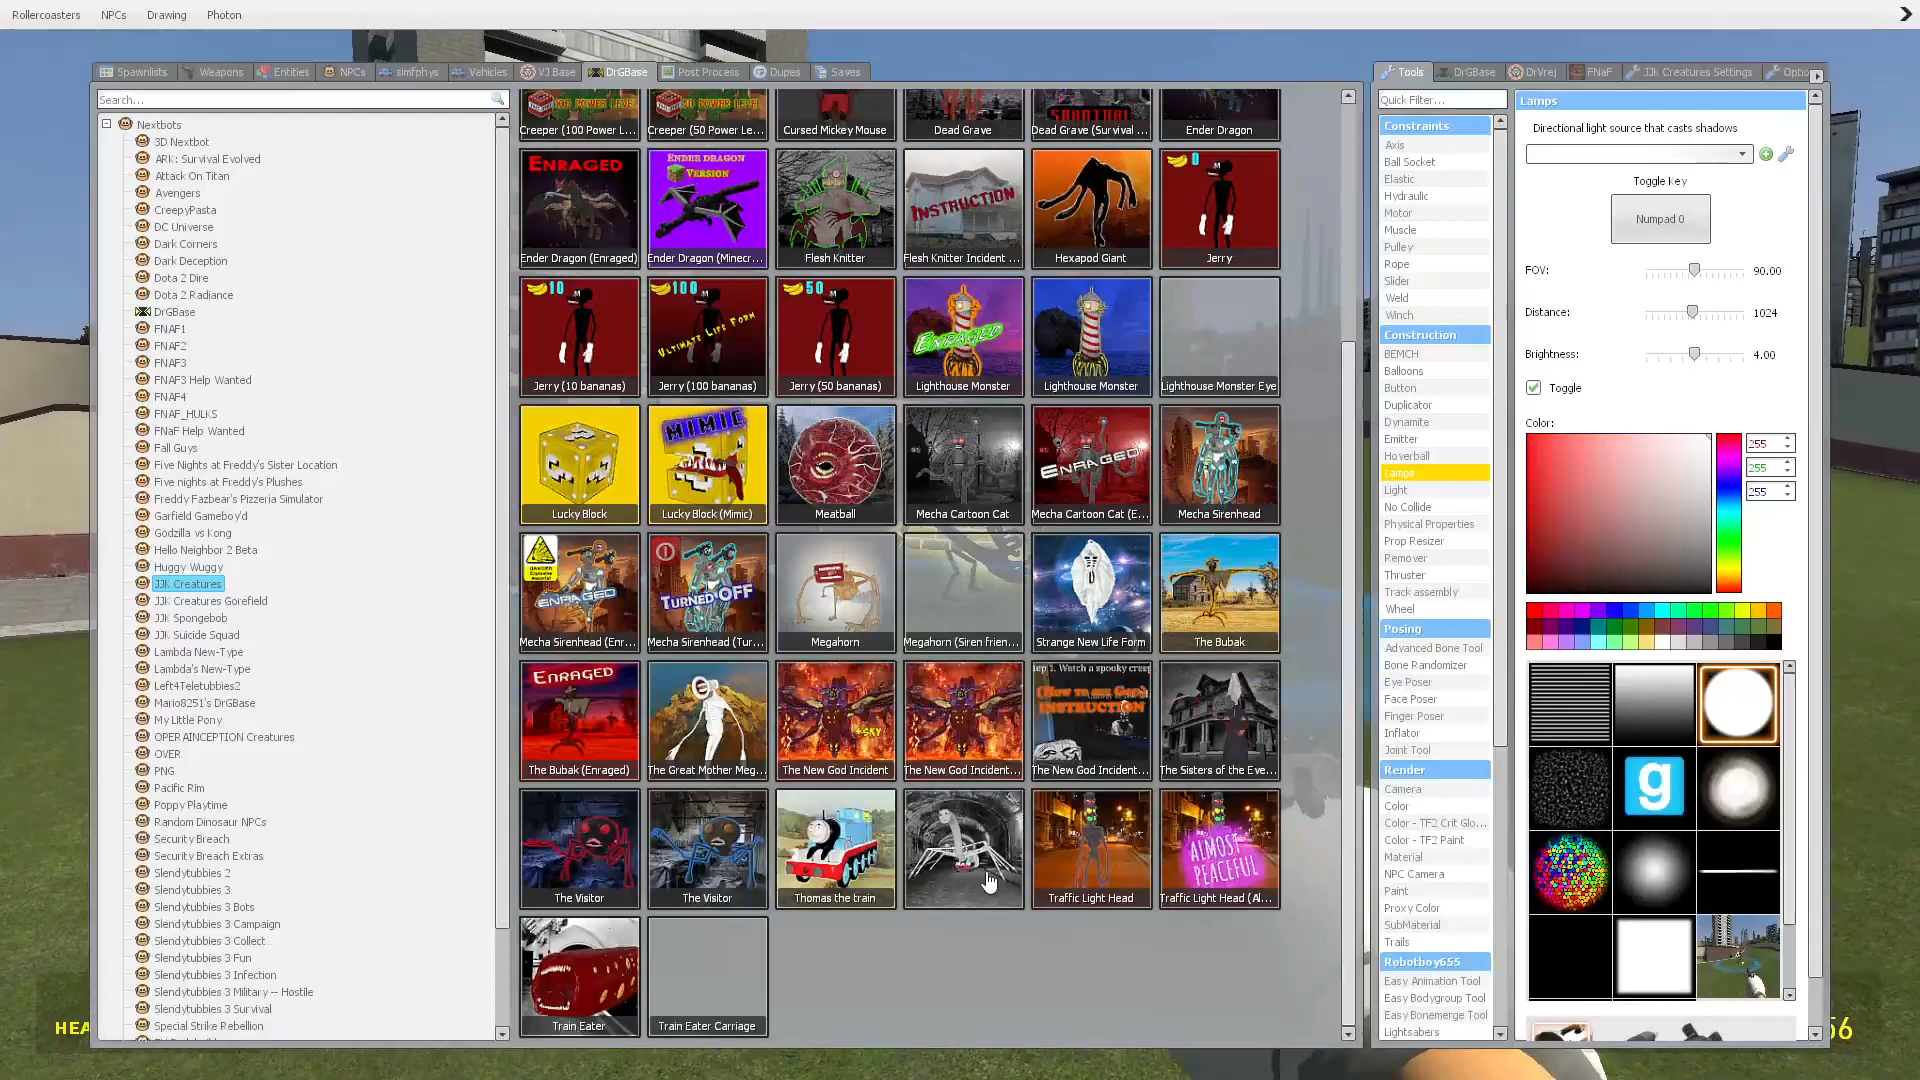 Rollercoasters NPCs Drawing Photon
Spawnlists Weapons Entities NPCs simfphys Vehicles VJ Base DrGBase Post Process Dupes Saves
Search...
Nextbots
3D Nextbot
ARK: Survival Evolved
Attack On Titan
Avengers
CreepyPasta
DC Universe
Dark Corners
Dark Deception
Dota 2 Dire
Dota 2 Radiance
DrGBase
FNAF1
FNAF2
FNAF3
FNAF3 Help Wanted
FNAF4
FNAF_HULKS
FNaF Help Wanted
Fall Guys
Five Nights at Freddy's Sister Location
Five nights at Freddy's Plushes
Freddy Fazbear's Pizzeria Simulator
Garfield Gameboy'd
Godzilla vs Kong
Hello Neighbor 2 Beta
Huggy Wuggy
JJK Creatures
JJK Creatures Gorefield
JJK Spongebob
JJK Suicide Squad
Lambda New-Type
Lambda's New-Type
Left4Teletubbies2
Mario8251's DrGBase
My Little Pony
OPERAINCEPTION Creatures
OVER
PNG
Pacific Rim
Poppy Playtime
Random Dinosaur NPCs
Security Breach
Security Breach Extras
Slendytubbies 2
Slendytubbies 3
Slendytubbies 3 Bots
Slendytubbies 3 Campaign
Slendytubbies 3 Collect
Slendytubbies 3 Fun
Slendytubbies 3 Infection
Slendytubbies 3 Military -- Hostile
Slendytubbies 3 Survival
Special Strike Rebellion
HEA
100 POWER LEVEL
50 POWER LEVEL
SURVIVAL
Creeper (100 Power L... Creeper (50 Power Le... Cursed Mickey Mouse Dead Grave Dead Grave (Survival ... Ender Dragon
ENRAGED
ENDER DRAGON
VERSION
INSTRUCTION
0
Ender Dragon (Enraged) Ender Dragon (Minecr... Flesh Knitter Flesh Knitter Incident ... Hexapod Giant Jerry
10
100
ULTIMATE LIFE FORM
50
ENRAGED
Jerry (10 bananas) Jerry (100 bananas) Jerry (50 bananas) Lighthouse Monster Lighthouse Monster Lighthouse Monster Eye
MIMIC
ENRAGED
Lucky Block Lucky Block (Mimic) Meatball Mecha Cartoon Cat Mecha Cartoon Cat (E... Mecha Sirenhead
ENRAGED
TURNED OFF
Mecha Sirenhead (Enr... Mecha Sirenhead (Tur... Megahorn Megahorn (Siren frien... Strange New Life Form The Bubak
ENRAGED
+SKY
tep 1. Watch a spooky creep
(How to see God)
INSTRUCTION
The Bubak (Enraged) The Great Mother Meg... The New God Incident The New God Incident... The New God Incident... The Sisters of the Eve...
ALMOST
PEACEFUL
The Visitor The Visitor Thomas the train Traffic Light Head Traffic Light Head (Al...
Train Eater Train Eater Carriage
Tools DrGBase DrVrej FNaF JJK Creatures Settings Optio
Quick Filter...
Constraints
Axis
Ball Socket
Elastic
Hydraulic
Motor
Muscle
Pulley
Rope
Slider
Weld
Winch
Construction
BEMCH
Balloons
Button
Duplicator
Dynamite
Emitter
Hoverball
Lamps
Light
No Collide
Physical Properties
Prop Resizer
Remover
Thruster
Track assembly
Wheel
Posing
Advanced Bone Tool
Bone Randomizer
Eye Poser
Face Poser
Finger Poser
Inflator
Joint Tool
Render
Camera
Color
Color - TF2 Crit Glo...
Color - TF2 Paint
Material
NPC Camera
Paint
Proxy Color
SubMaterial
Trails
Robotboy655
Easy Animation Tool
Easy Bodygroup Tool
Easy Bonemerge Tool
Lightsabers
Lamps
Directional light source that casts shadows
Toggle Key
Numpad 0
FOV: 90.00
Distance: 1024
Brightness: 4.00
Toggle
Color:
255
255
255
g
56